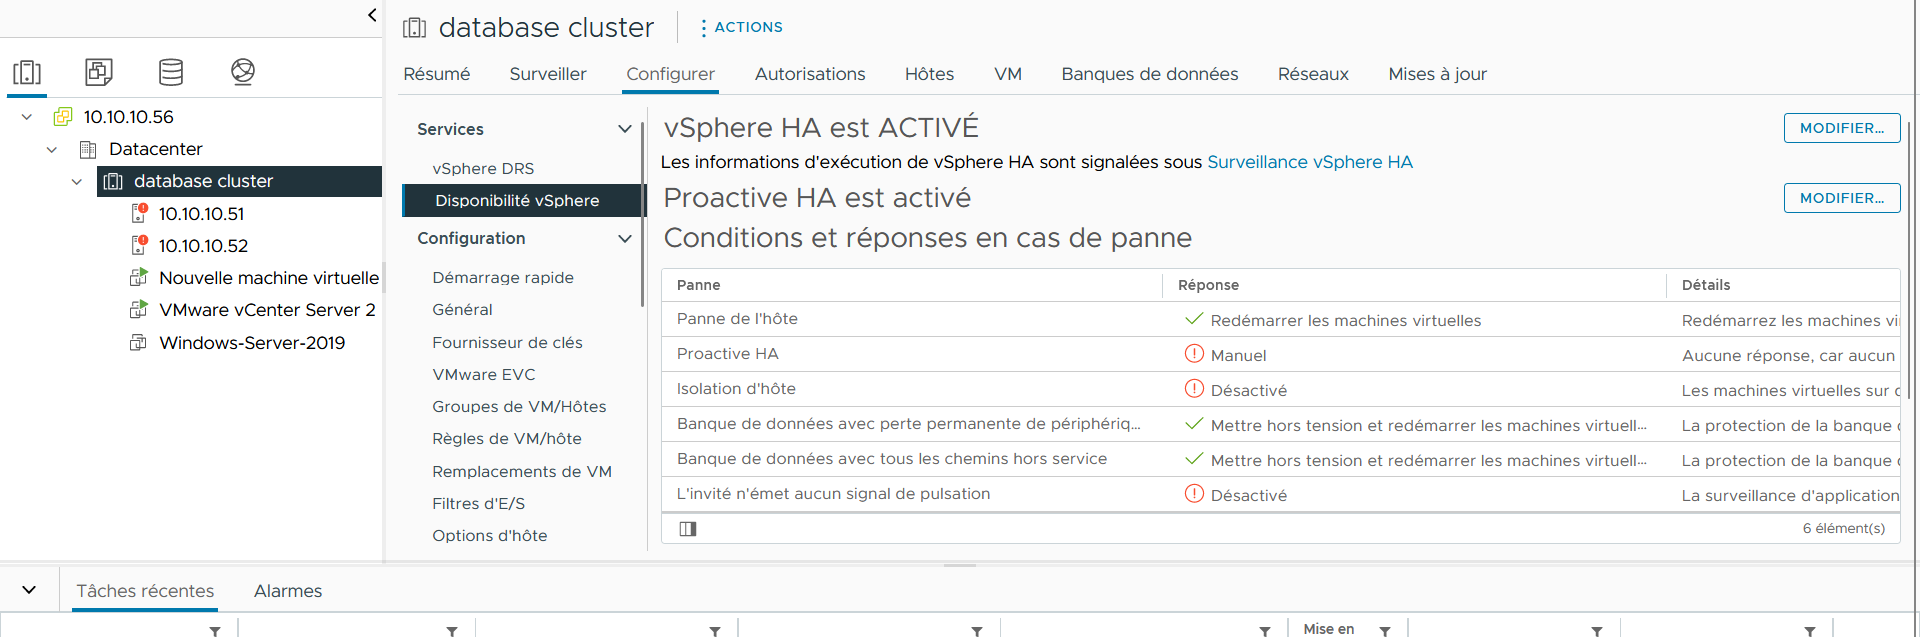 database cluster
ACTIONS
Résumé
Surveiller
Configurer
Autorisations
Hôtes
VM
Banques de données
Réseaux
Mises à jour
10.10.10.56
Datacenter
database cluster
10.10.10.51
10.10.10.52
Nouvelle machine virtuelle
VMware vCenter Server 2
Windows-Server-2019
Services
vSphere DRS
Disponibilité vSphere
Configuration
Démarrage rapide
Général
Fournisseur de clés
VMware EVC
Groupes de VM/Hôtes
Règles de VM/hôte
Remplacements de VM
Filtres d'E/S
Options d'hôte
vSphere HA est ACTIVÉ
MODIFIER...
Les informations d'exécution de vSphere HA sont signalées sous Surveillance vSphere HA
Proactive HA est activé
MODIFIER...
Conditions et réponses en cas de panne
Panne Réponse Détails
Panne de l'hôte Redémarrer les machines virtuelles Redémarrez les machines
Proactive HA Manuel Aucune réponse, car aucun
Isolation d'hôte Désactivé Les machines virtuelles sur
Banque de données avec perte permanente de périphériq... Mettre hors tension et redémarrer les machines virtuell... La protection de la banque
Banque de données avec tous les chemins hors service Mettre hors tension et redémarrer les machines virtuell... La protection de la banque
L'invité n'émet aucun signal de pulsation Désactivé La surveillance d'application
6 élément(s)
Tâches récentes
Alarmes
Mise en